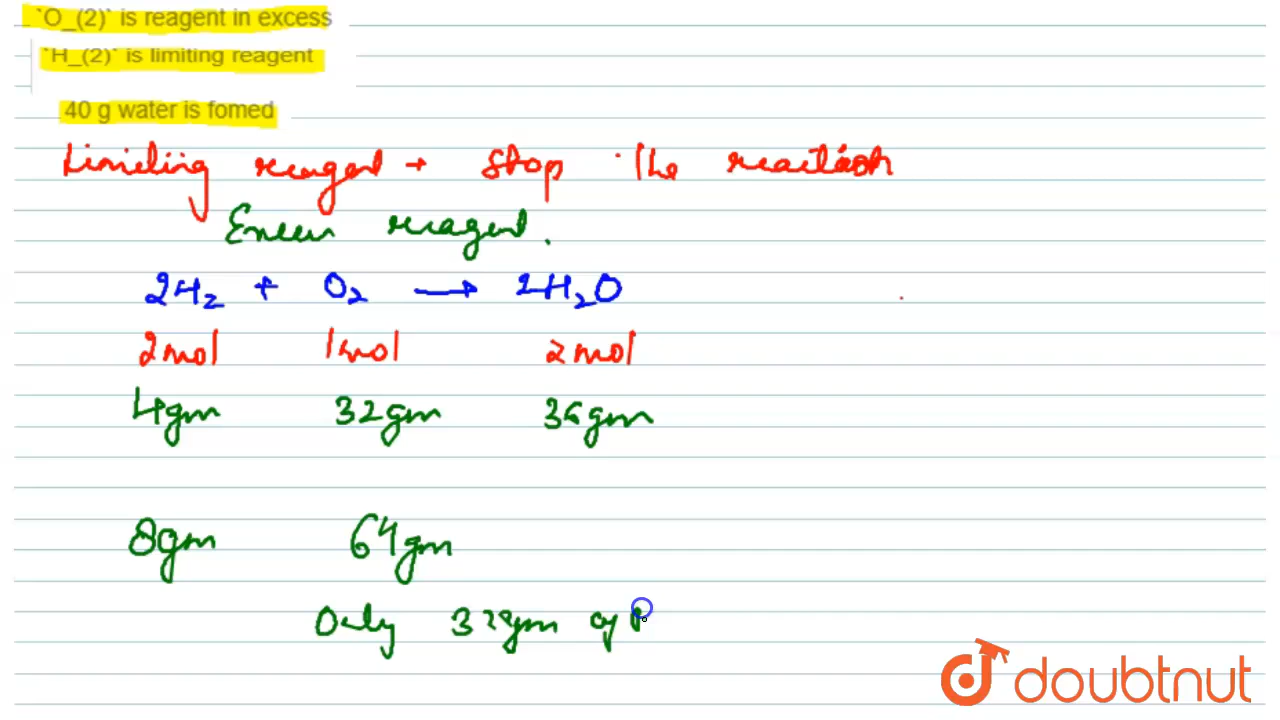 `O_(2)` is reagent in excess
`H_(2)` is limiting reagent
40 g water is fomed
Limiting reagent → stop the reaction
Excess reagent.
2H₂ + O₂ → 2H₂O
2mol 1mol 2mol
4gm 32gm 36gm
8gm 64gm
Only 32gm of
doubtnut